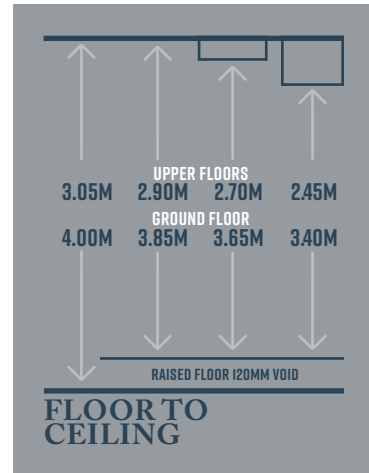 UPPER FLOORS
3.05M 2.90M 2.70M 2.45M
GROUND FLOOR
4.00M 3.85M 3.65M 3.40M
RAISED FLOOR 120MM VOID
FLOOR TO
CEILING